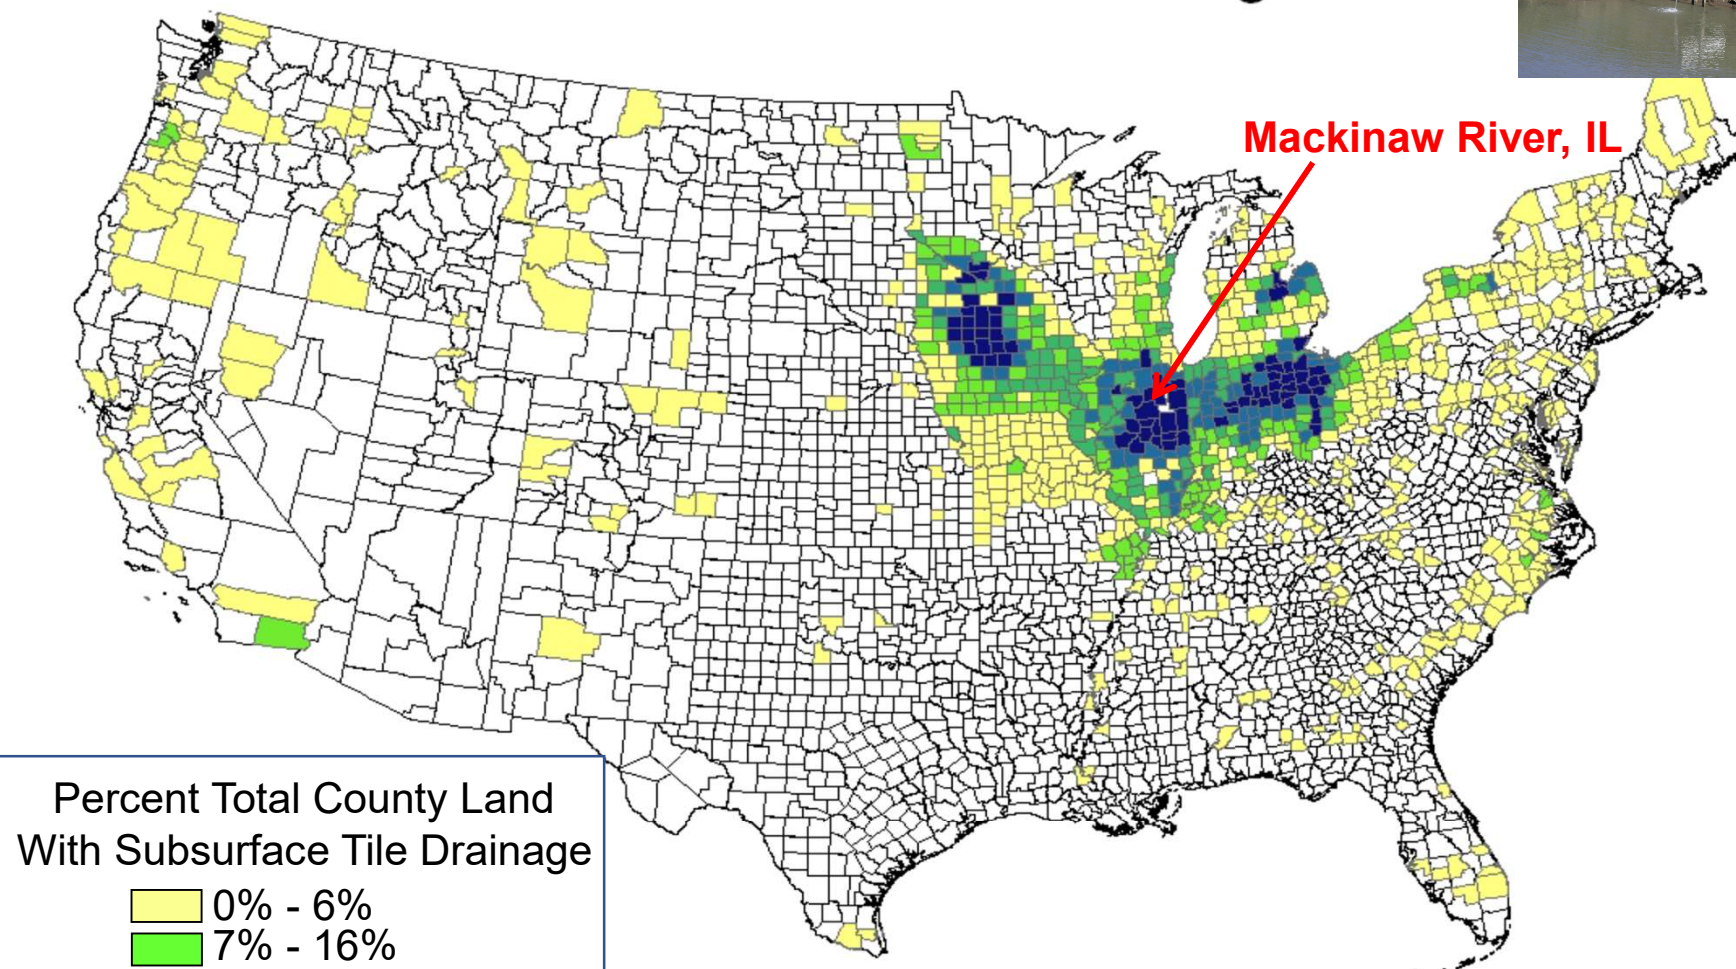 Mackinaw River, IL
Percent Total County Land
With Subsurface Tile Drainage
0% - 6%
7% - 16%